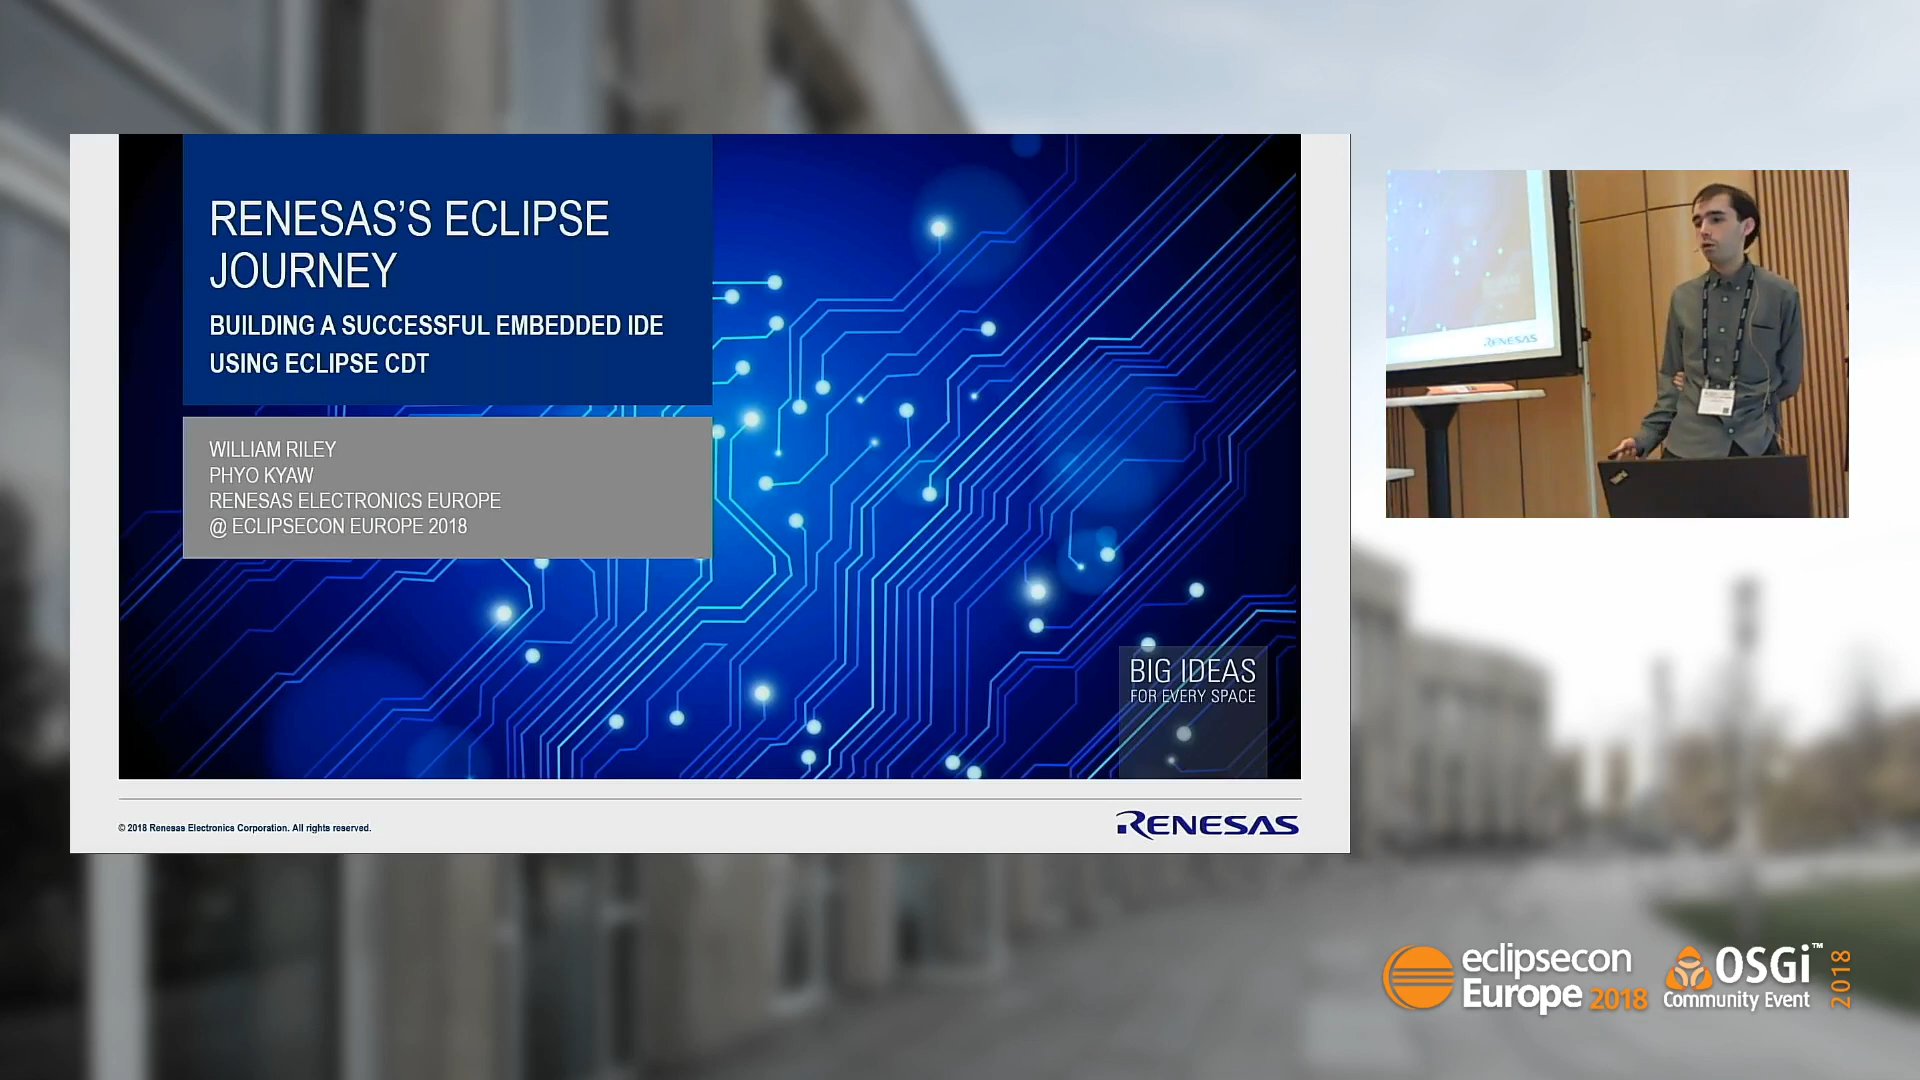 RENESAS’S ECLIPSE
JOURNEY
BUILDING A SUCCESSFUL EMBEDDED IDE
USING ECLIPSE CDT
WILLIAM RILEY
PHYO KYAW
RENESAS ELECTRONICS EUROPE
@ ECLIPSECON EUROPE 2018
BIG IDEAS
FOR EVERY SPACE
© 2018 Renesas Electronics Corporation. All rights reserved.
RENESAS
RENESAS
eclipsecon
Europe 2018
OSGi™
Community Event
2018